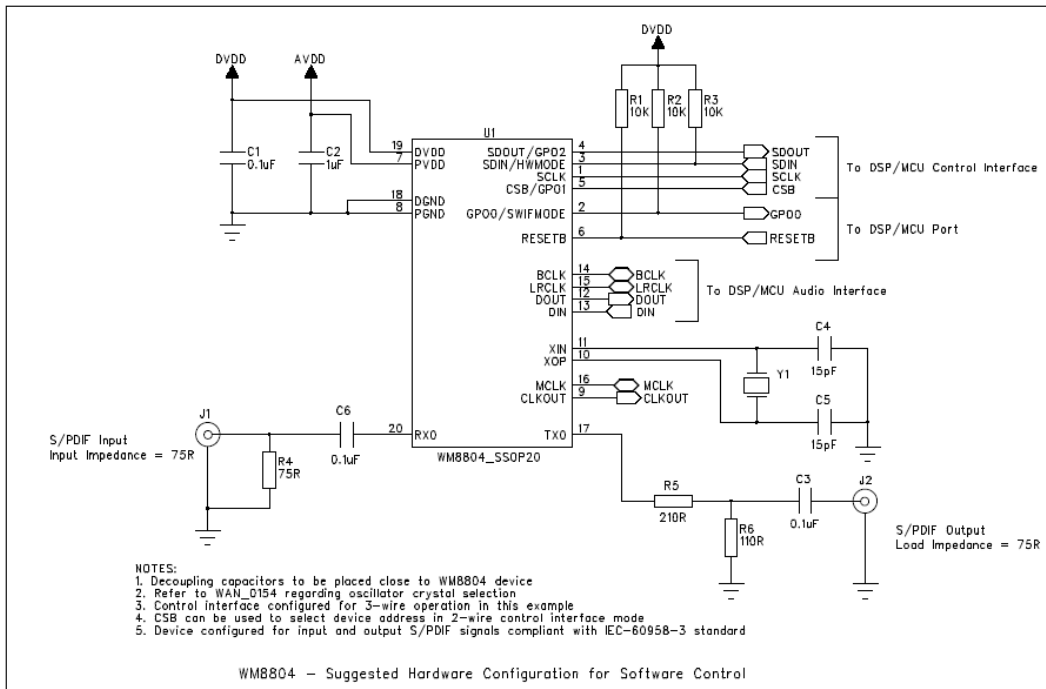 DVDD
AVDD
DVDD
R1
10K
R2
10K
R3
10K
C1
0.1uF
C2
1uF
U1
19 DVDD
7 PVDD
18 DGND
8 PGND
SDOUT/GPO2 4 SDOUT
SDIN/HWMODE 3 SDIN
SCLK 1 SCLK
CSB/GPO1 5 CSB
To DSP/MCU Control Interface
GPO0/SWIFMODE 2 GPO0
RESETB 6 RESETB
To DSP/MCU Port
BCLK 14 BCLK
LRCLK 15 LRCLK
DOUT 12 DOUT
DIN 13 DIN
To DSP/MCU Audio Interface
XIN 11
XOP 10
C4
15pF
Y1
C5
15pF
MCLK 16 MCLK
CLKOUT 9 CLKOUT
J1
S/PDIF Input
Input Impedance = 75R
R4
75R
C6
0.1uF
20 RX0
TX0 17
WM8804_SSOP20
R5
210R
R6
110R
C3
0.1uF
J2
S/PDIF Output
Load Impedance = 75R
NOTES:
1. Decoupling capacitors to be placed close to WM8804 device
2. Refer to WAN_0154 regarding oscillator crystal selection
3. Control interface configured for 3-wire operation in this example
4. CSB can be used to select device address in 2-wire control interface mode
5. Device configured for input and output S/PDIF signals compliant with IEC-60958-3 standard
WM8804 - Suggested Hardware Configuration for Software Control